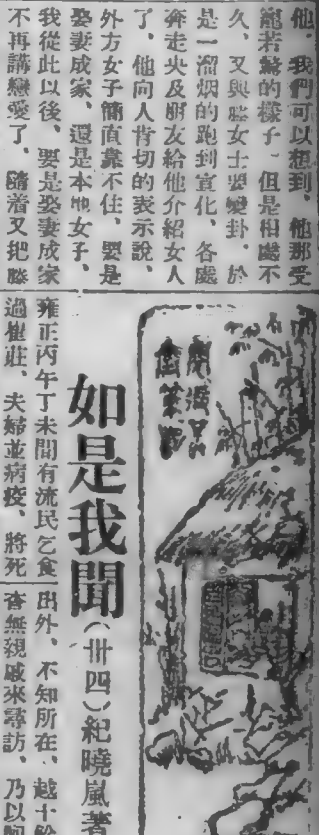 他、我們可以想到、他那受
寵若驚的樣子。但是相處不
久、又與滕女士要變卦、於
是一溜烟的跑到宣化、各處
奔走央及朋友給他介紹女人
了、他向人肯切的表示說、
外方女子簡直靠不住、要是
娶妻成家、還是本地女子、
我從此以後、要是娶妻成家
不再講戀愛了、隨着又把滕
如是我聞(卅四)紀曉嵐著
雍正丙午丁未間有流民乞食
過崔莊、夫婦並病疫、將死
出外、不知所在、越十餘
杳無親戚來尋訪、乃以